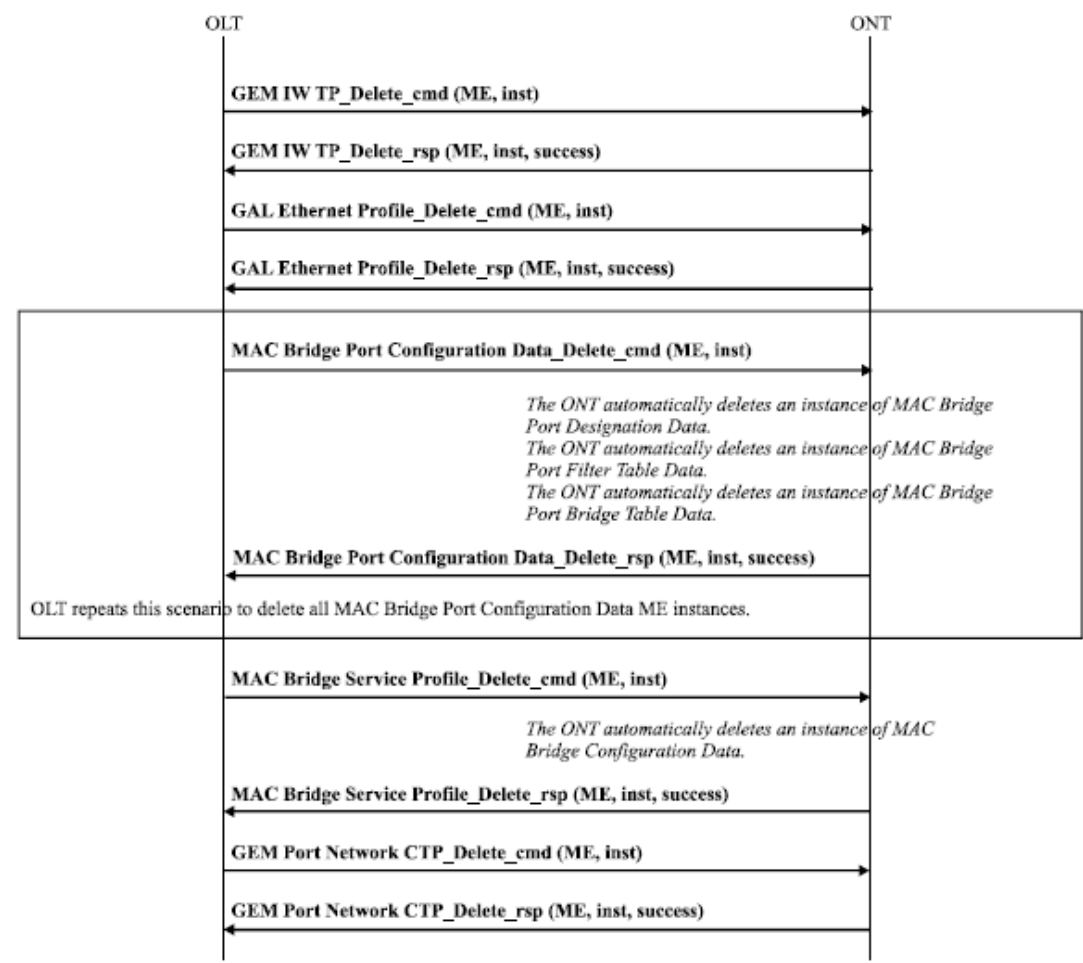 OLT
ONT
GEM IW TP_Delete_cmd (ME, inst)
GEM IW TP_Delete_rsp (ME, inst, success)
GAL Ethernet Profile_Delete_cmd (ME, inst)
GAL Ethernet Profile_Delete_rsp (ME, inst, success)
MAC Bridge Port Configuration Data_Delete_cmd (ME, inst)
The ONT automatically deletes an instance of MAC Bridge
Port Designation Data.
The ONT automatically deletes an instance of MAC Bridge
Port Filter Table Data.
The ONT automatically deletes an instance of MAC Bridge
Port Bridge Table Data.
MAC Bridge Port Configuration Data_Delete_rsp (ME, inst, success)
OLT repeats this scenario to delete all MAC Bridge Port Configuration Data ME instances.
MAC Bridge Service Profile_Delete_cmd (ME, inst)
The ONT automatically deletes an instance of MAC
Bridge Configuration Data.
MAC Bridge Service Profile_Delete_rsp (ME, inst, success)
GEM Port Network CTP_Delete_cmd (ME, inst)
GEM Port Network CTP_Delete_rsp (ME, inst, success)